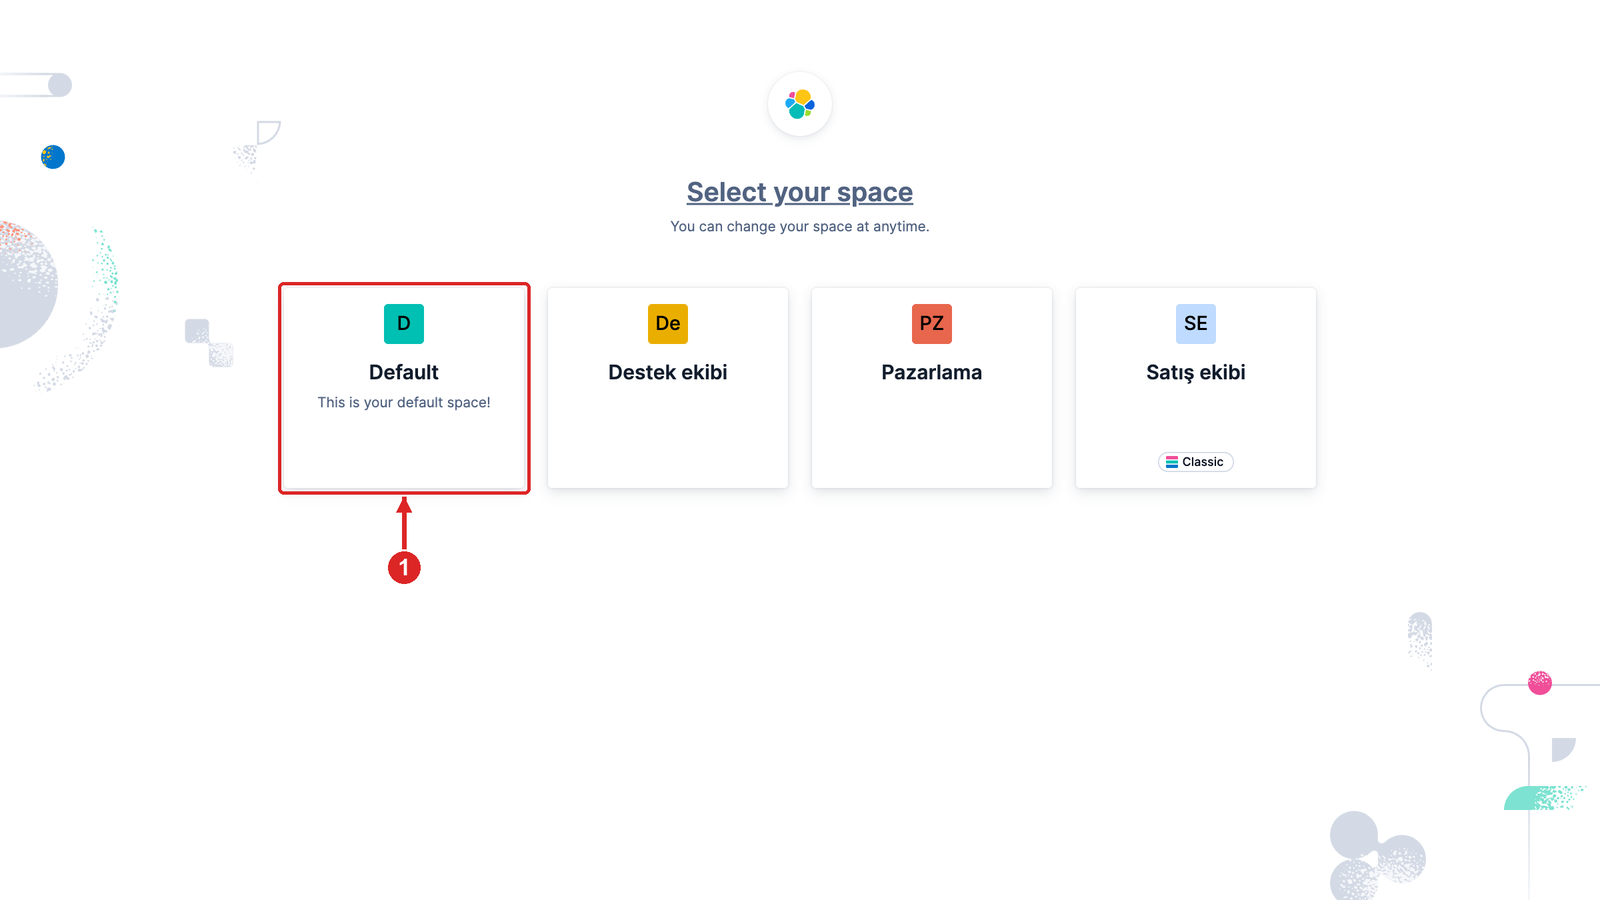 Select your space
You can change your space at anytime.
D
Default
This is your default space!
De
Destek ekibi
PZ
Pazarlama
SE
Satış ekibi
Classic
1